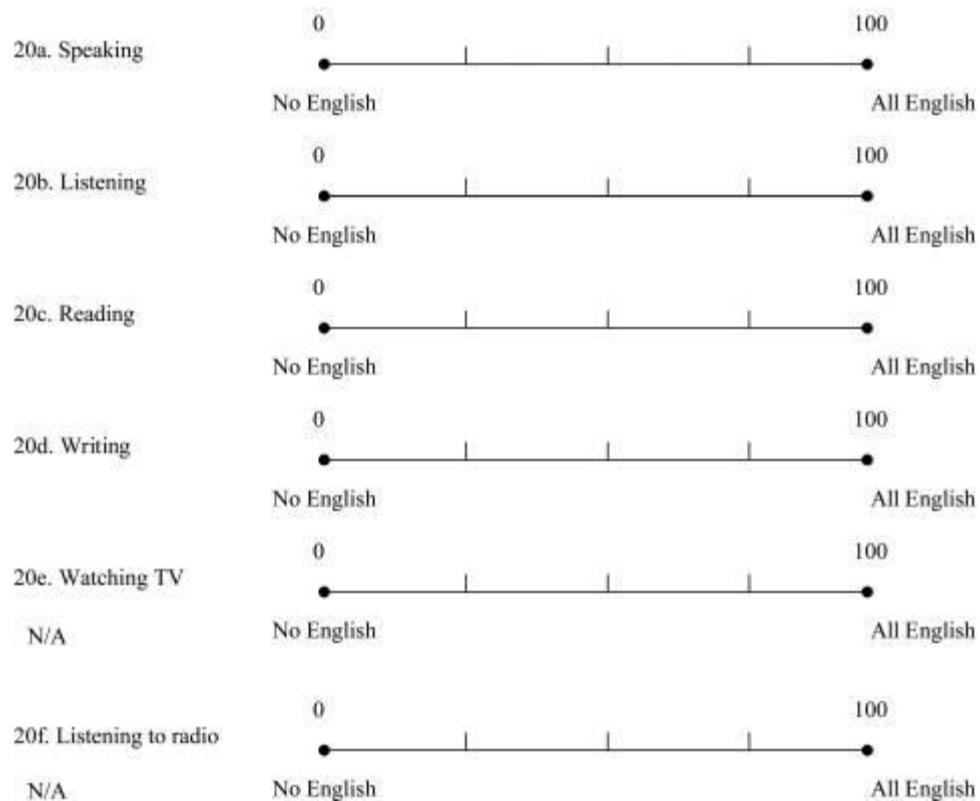 0 100
20a. Speaking
No English All English
0 100
20b. Listening
No English All English
0 100
20c. Reading
No English All English
0 100
20d. Writing
No English All English
0 100
20e. Watching TV
N/A No English All English
0 100
20f. Listening to radio
N/A No English All English